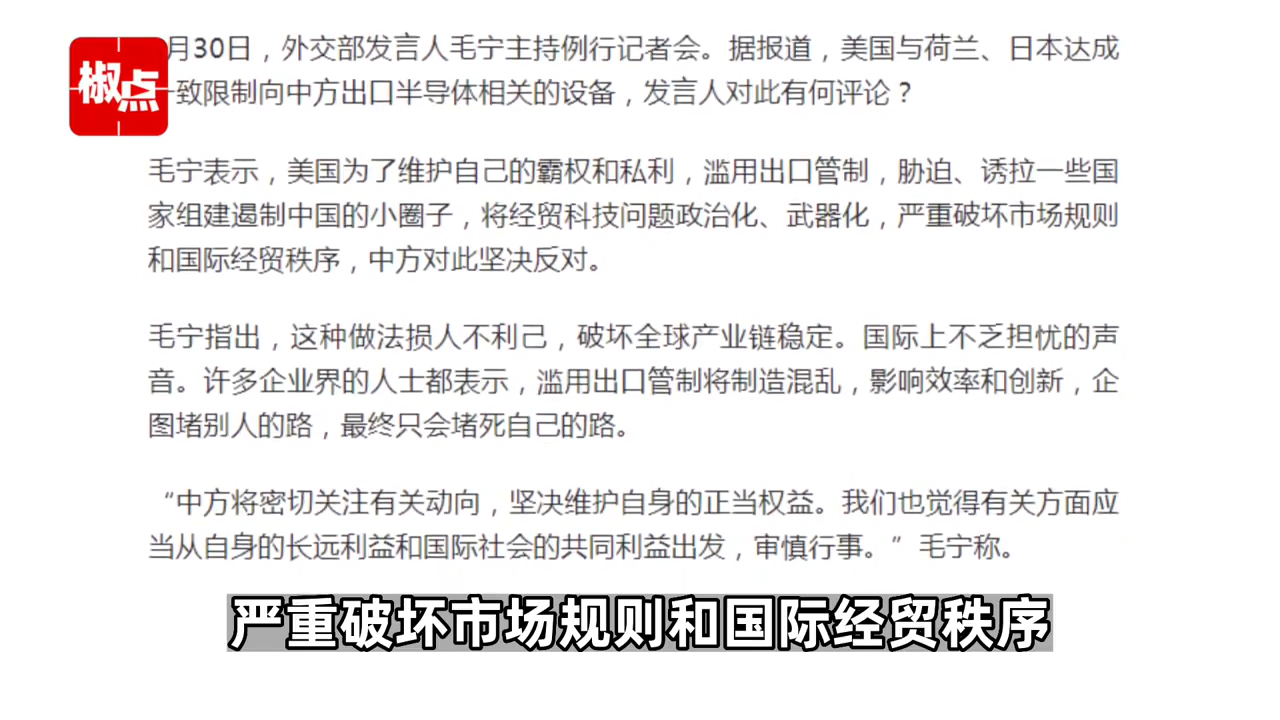 椒点
月30日，外交部发言人毛宁主持例行记者会。据报道，美国与荷兰、日本达成
致限制向中方出口半导体相关的设备，发言人对此有何评论？
毛宁表示，美国为了维护自己的霸权和私利，滥用出口管制，胁迫、诱拉一些国
家组建遏制中国的小圈子，将经贸科技问题政治化、武器化，严重破坏市场规则
和国际经贸秩序，中方对此坚决反对。
毛宁指出，这种做法损人不利己，破坏全球产业链稳定。国际上不乏担忧的声
音。许多企业界的人士都表示，滥用出口管制将制造混乱，影响效率和创新，企
图堵别人的路，最终只会堵死自己的路。
“中方将密切关注有关动向，坚决维护自身的正当权益。我们也觉得有关方面应
当从自身的长远利益和国际社会的共同利益出发，审慎行事。”毛宁称。
严重破坏市场规则和国际经贸秩序